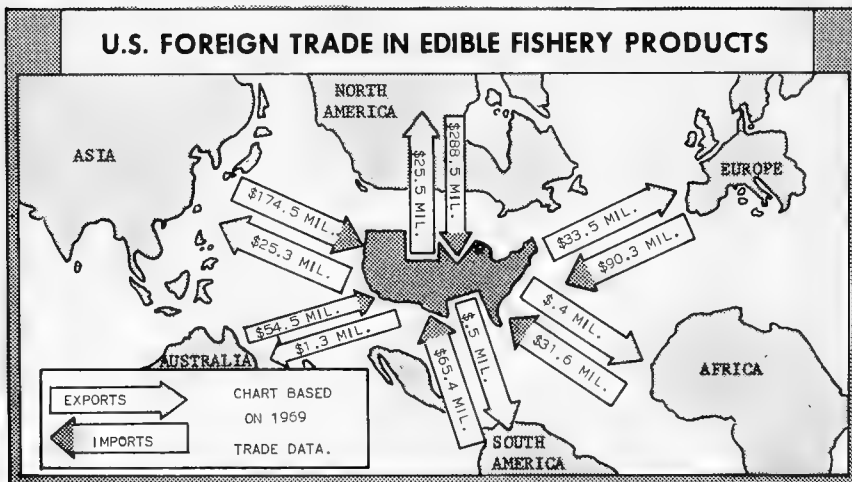 U.S. FOREIGN TRADE IN EDIBLE FISHERY PRODUCTS
NORTH
AMERICA
ASIA
EUROPE
$25.5 MIL.
$288.5 MIL.
$174.5 MIL.
$25.3 MIL.
$33.5 MIL.
$90.3 MIL.
$54.5 MIL.
$1.3 MIL.
$.4 MIL.
$31.6 MIL.
$65.4 MIL.
$.5 MIL.
AUSTRALIA
AFRICA
SOUTH
AMERICA
EXPORTS
IMPORTS
CHART BASED
ON 1969
TRADE DATA.